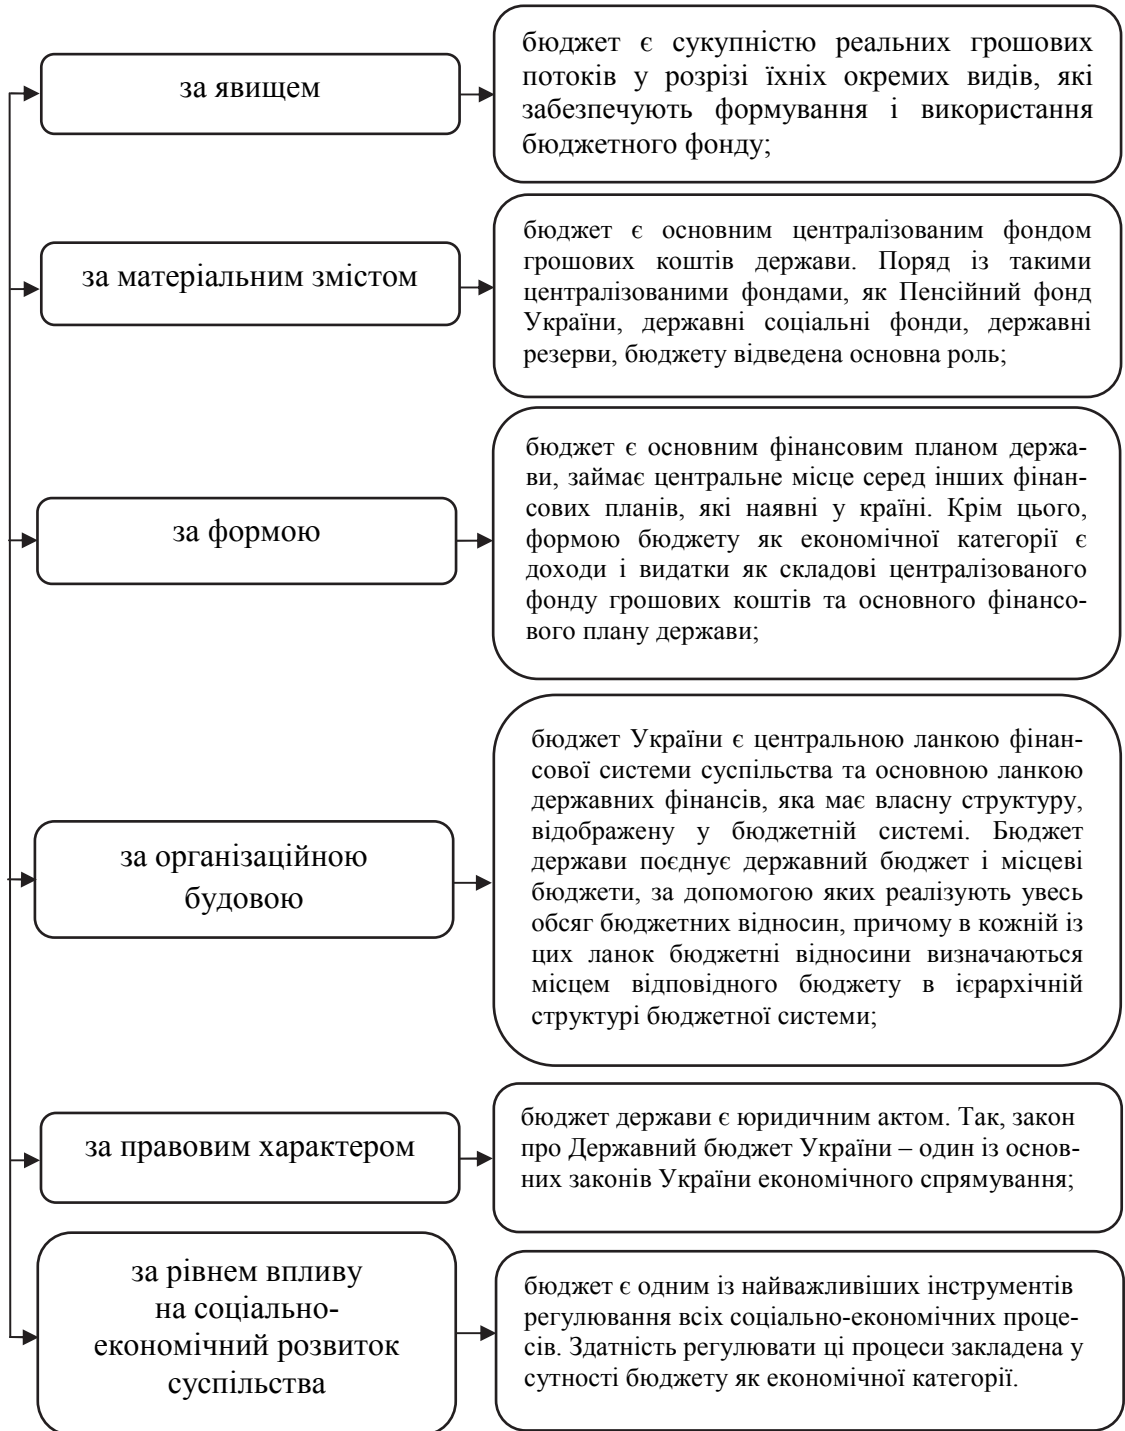 за явищем
бюджет є сукупністю реальних грошових
потоків у розрізі їхніх окремих видів, які
забезпечують формування і використання
бюджетного фонду;
за матеріальним змістом
бюджет є основним централізованим фондом
грошових коштів держави. Поряд із такими
централізованими фондами, як Пенсійний фонд
України, державні соціальні фонди, державні
резерви, бюджету відведена основна роль;
за формою
бюджет є основним фінансовим планом держа-
ви, займає центральне місце серед інших фінан-
сових планів, які наявні у країні. Крім цього,
формою бюджету як економічної категорії є
доходи і видатки як складові централізованого
фонду грошових коштів та основного фінансо-
вого плану держави;
за організаційною
будовою
бюджет України є центральною ланкою фінан-
сової системи суспільства та основною ланкою
державних фінансів, яка має власну структуру,
відображену у бюджетній системі. Бюджет
держави поєднує державний бюджет і місцеві
бюджети, за допомогою яких реалізують увесь
обсяг бюджетних відносин, причому в кожній із
цих ланок бюджетні відносини визначаються
місцем відповідного бюджету в ієрархічній
структурі бюджетної системи;
за правовим характером
бюджет держави є юридичним актом. Так, закон
про Державний бюджет України – один із основ-
них законів України економічного спрямування;
за рівнем впливу
на соціально-
економічний розвиток
суспільства
бюджет є одним із найважливіших інструментів
регулювання всіх соціально-економічних проце-
сів. Здатність регулювати ці процеси закладена у
сутності бюджету як економічної категорії.